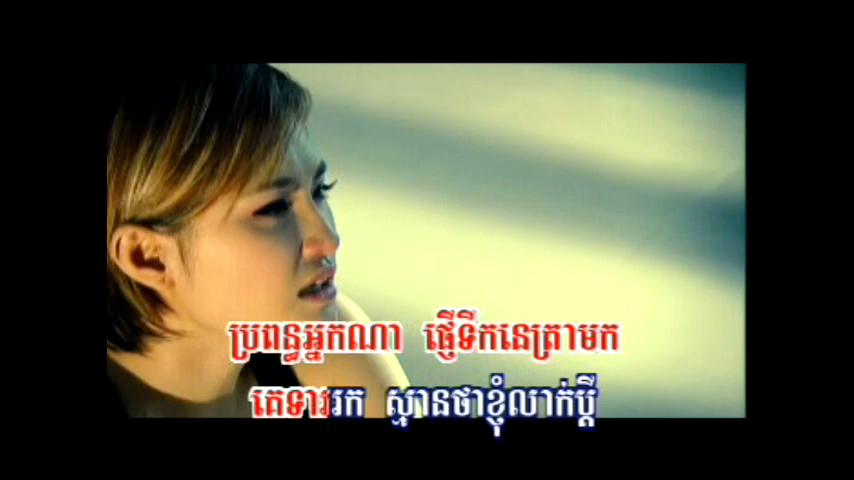 ប្រពន្ធអ្នកណា ផ្ញើទឹកនេត្រាមក
គេទាររក ស្មានថាខ្ញុំលាក់ប្ដី